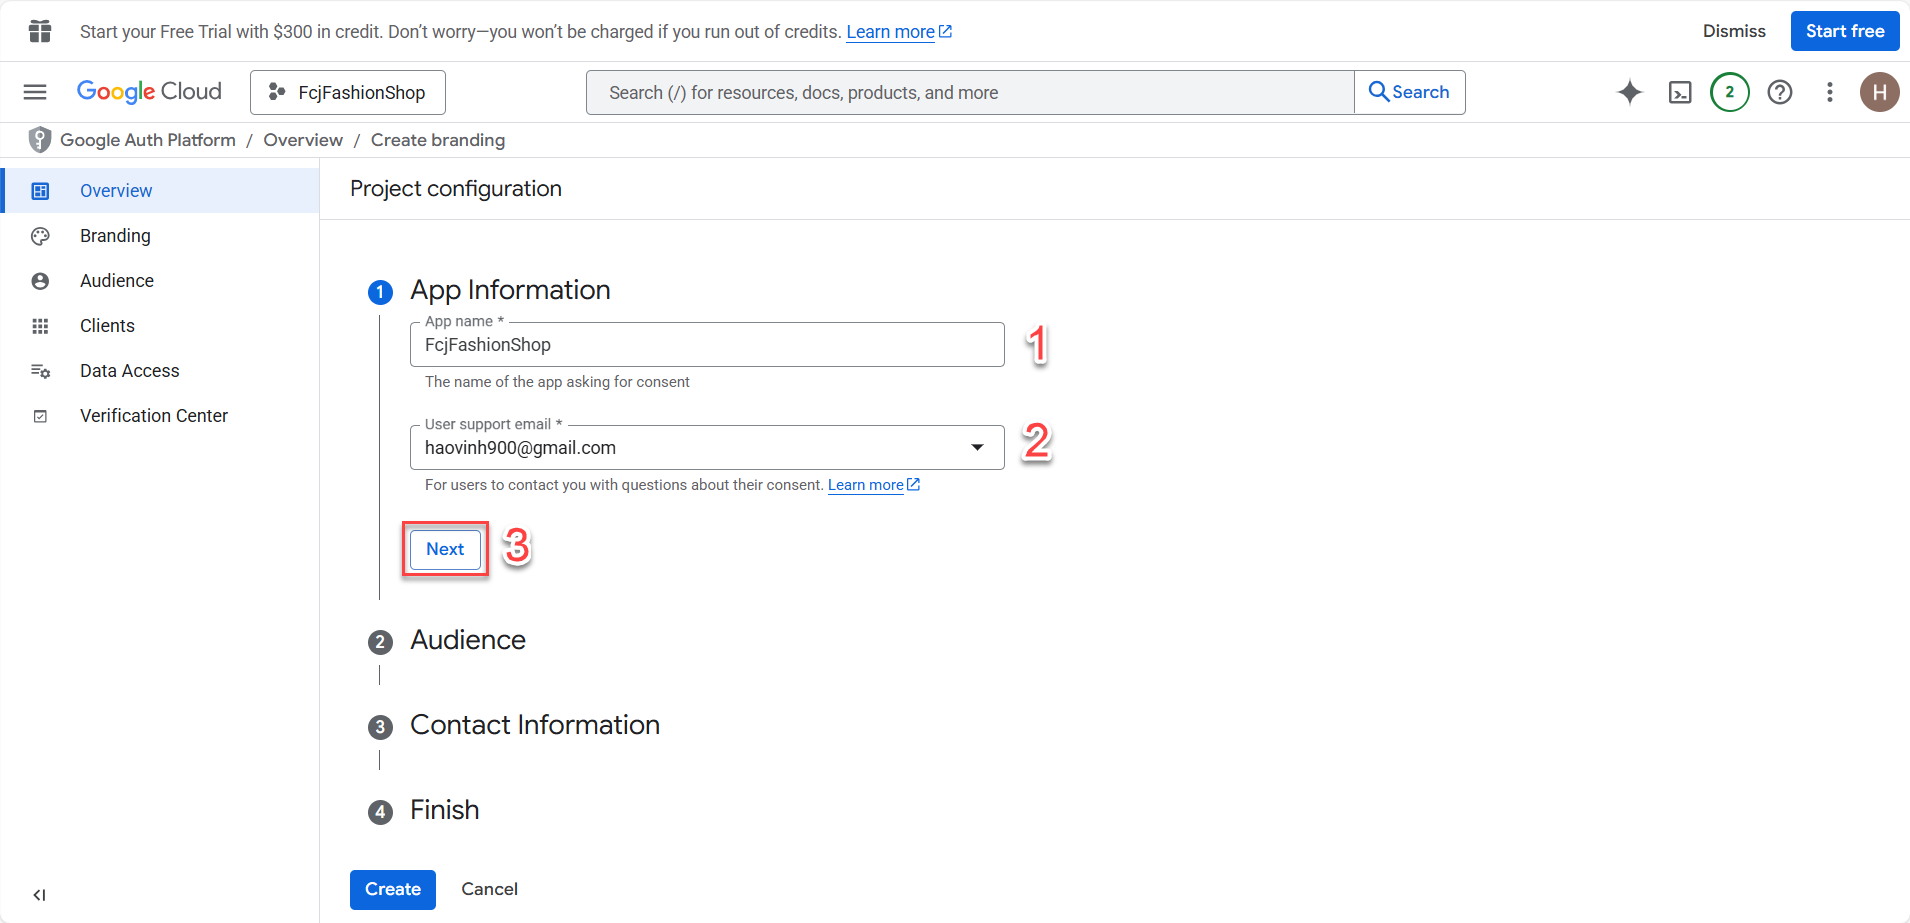 Start your Free Trial with $300 in credit. Don't worry—you won't be charged if you run out of credits. Learn more
Dismiss
Start free
Google Cloud
FcjFashionShop
Search (/) for resources, docs, products, and more
Search
2
H
Google Auth Platform / Overview / Create branding
Overview
Branding
Audience
Clients
Data Access
Verification Center
Project configuration
1 App Information
App name *
FcjFashionShop
1
The name of the app asking for consent
User support email *
haovinh900@gmail.com
2
For users to contact you with questions about their consent. Learn more
Next
3
2 Audience
3 Contact Information
4 Finish
Create
Cancel